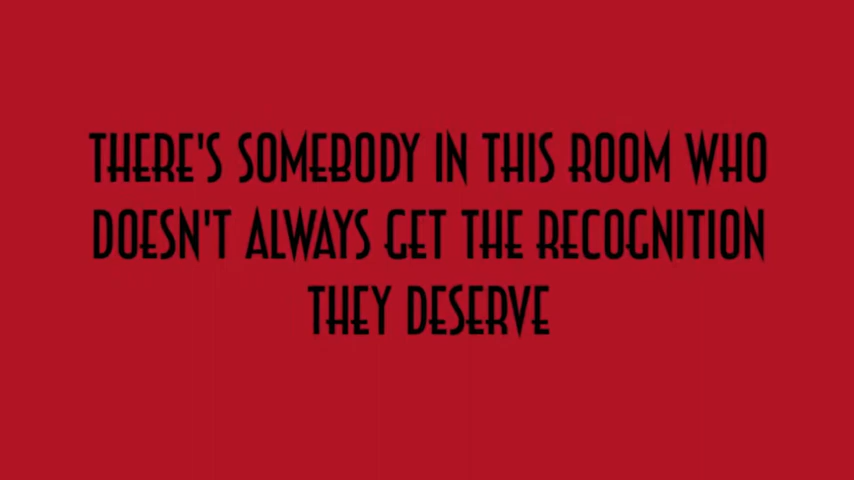 THERE'S SOMEBODY IN THIS ROOM WHO
DOESN'T ALWAYS GET THE RECOGNITION
THEY DESERVE